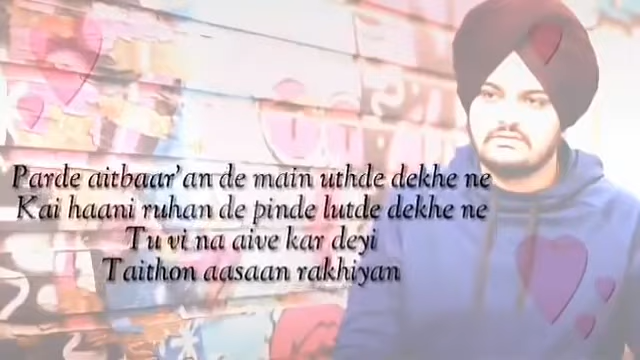 Parde aitbaar'an de main uthde dekhe ne
Kai haani ruhan de pinde lutde dekhe ne
Tu vi na aive kar deyi
Taithon aasaan rakhiyan